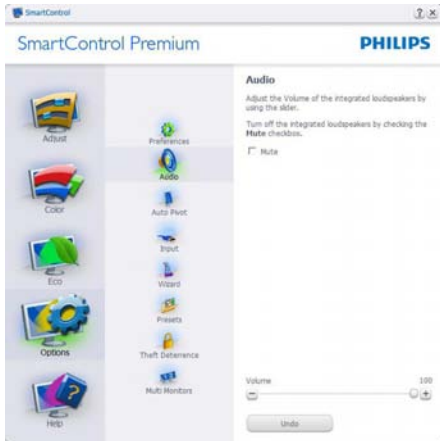 SmartControl
SmartControl Premium
PHILIPS
Adjust
Color
Eco
Options
Help
Preferences
Audio
Auto Pivot
Input
Wizard
Presets
Theft Deterrence
Multi Monitors
Audio
Adjust the Volume of the integrated loudspeakers by
using the slider.
Turn off the integrated loudspeakers by checking the
Mute checkbox.
Mute
Volume 100
Undo